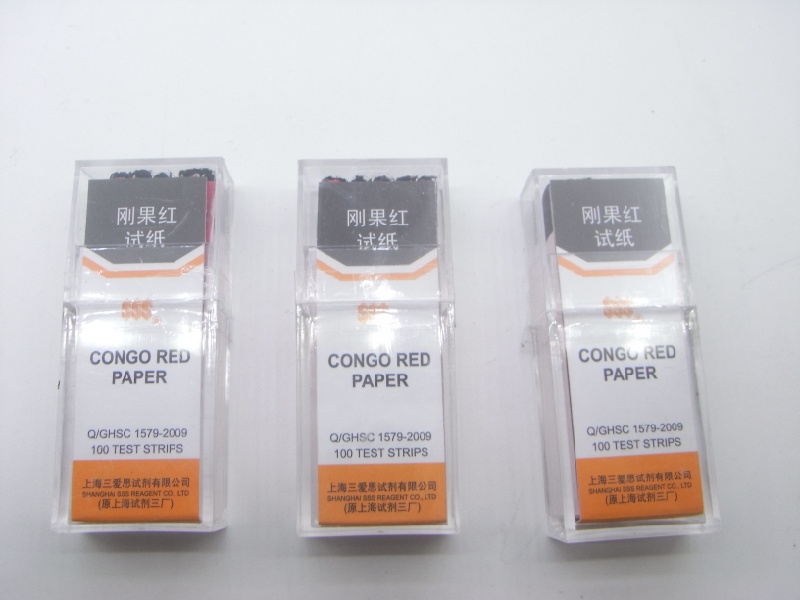 刚果红
试纸
SSS
CONGO RED
PAPER
Q/GHSC 1579-2009
100 TEST STRIPS
上海三爱思试剂有限公司
SHANGHAI SSS REAGENT CO., LTD
(原上海试剂三厂)
刚果红
试纸
SSS
CONGO RED
PAPER
Q/GHSC 1579-2009
100 TEST STRIPS
上海三爱思试剂有限公司
SHANGHAI SSS REAGENT CO., LTD
(原上海试剂三厂)
刚果红
试纸
SSS
CONGO RED
PAPER
Q/GHSC 1579-2009
100 TEST STRIPS
上海三爱思试剂有限公司
SHANGHAI SSS REAGENT CO., LTD
(原上海试剂三厂)